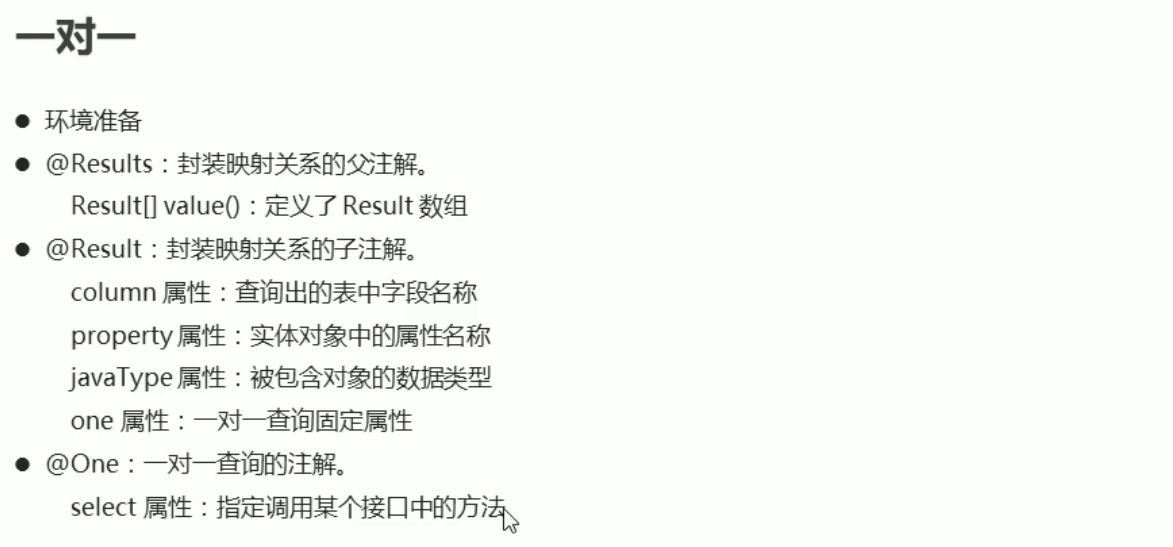 一对一
● 环境准备
● @Results：封装映射关系的父注解。
Result[] value()：定义了 Result 数组
● @Result：封装映射关系的子注解。
column 属性：查询出的表中字段名称
property 属性：实体对象中的属性名称
javaType 属性：被包含对象的数据类型
one 属性：一对一查询固定属性
● @One：一对一查询的注解。
select 属性：指定调用某个接口中的方法